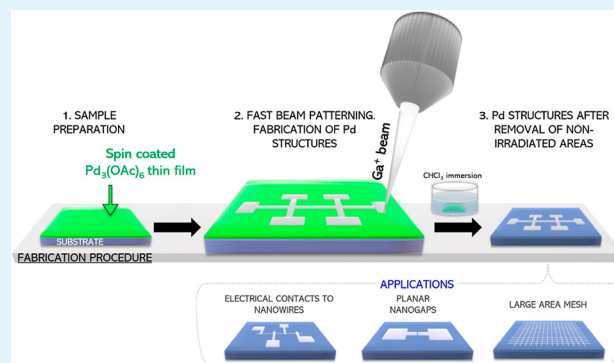 1. SAMPLE
PREPARATION
Spin coated
Pd₃(OAc)₆ thin film
SUBSTRATE
FABRICATION PROCEDURE
2. FAST BEAM PATTERNING.
FABRICATION OF Pd
STRUCTURES
Ga⁺ beam
3. Pd STRUCTURES AFTER
REMOVAL OF NON-
IRRADIATED AREAS
CHCl₃ immersion
APPLICATIONS
ELECTRICAL CONTACTS TO
NANOWIRES
PLANAR
NANOGAPS
LARGE AREA MESH